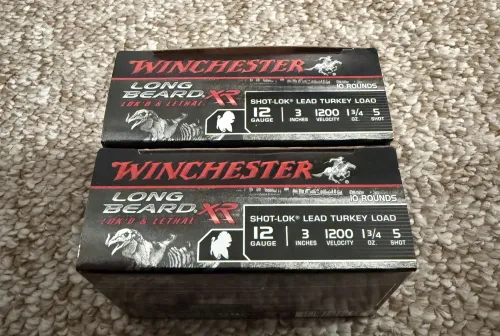 WINCHESTER
10 ROUNDS
LONG
BEARD XR
LOK'D & LETHAL
SHOT-LOK® LEAD TURKEY LOAD
12 3 1200 1 3/4 5
GAUGE INCHES VELOCITY OZ. SHOT
WINCHESTER
10 ROUNDS
LONG
BEARD XR
LOK'D & LETHAL
SHOT-LOK® LEAD TURKEY LOAD
12 3 1200 1 3/4 5
GAUGE INCHES VELOCITY OZ. SHOT